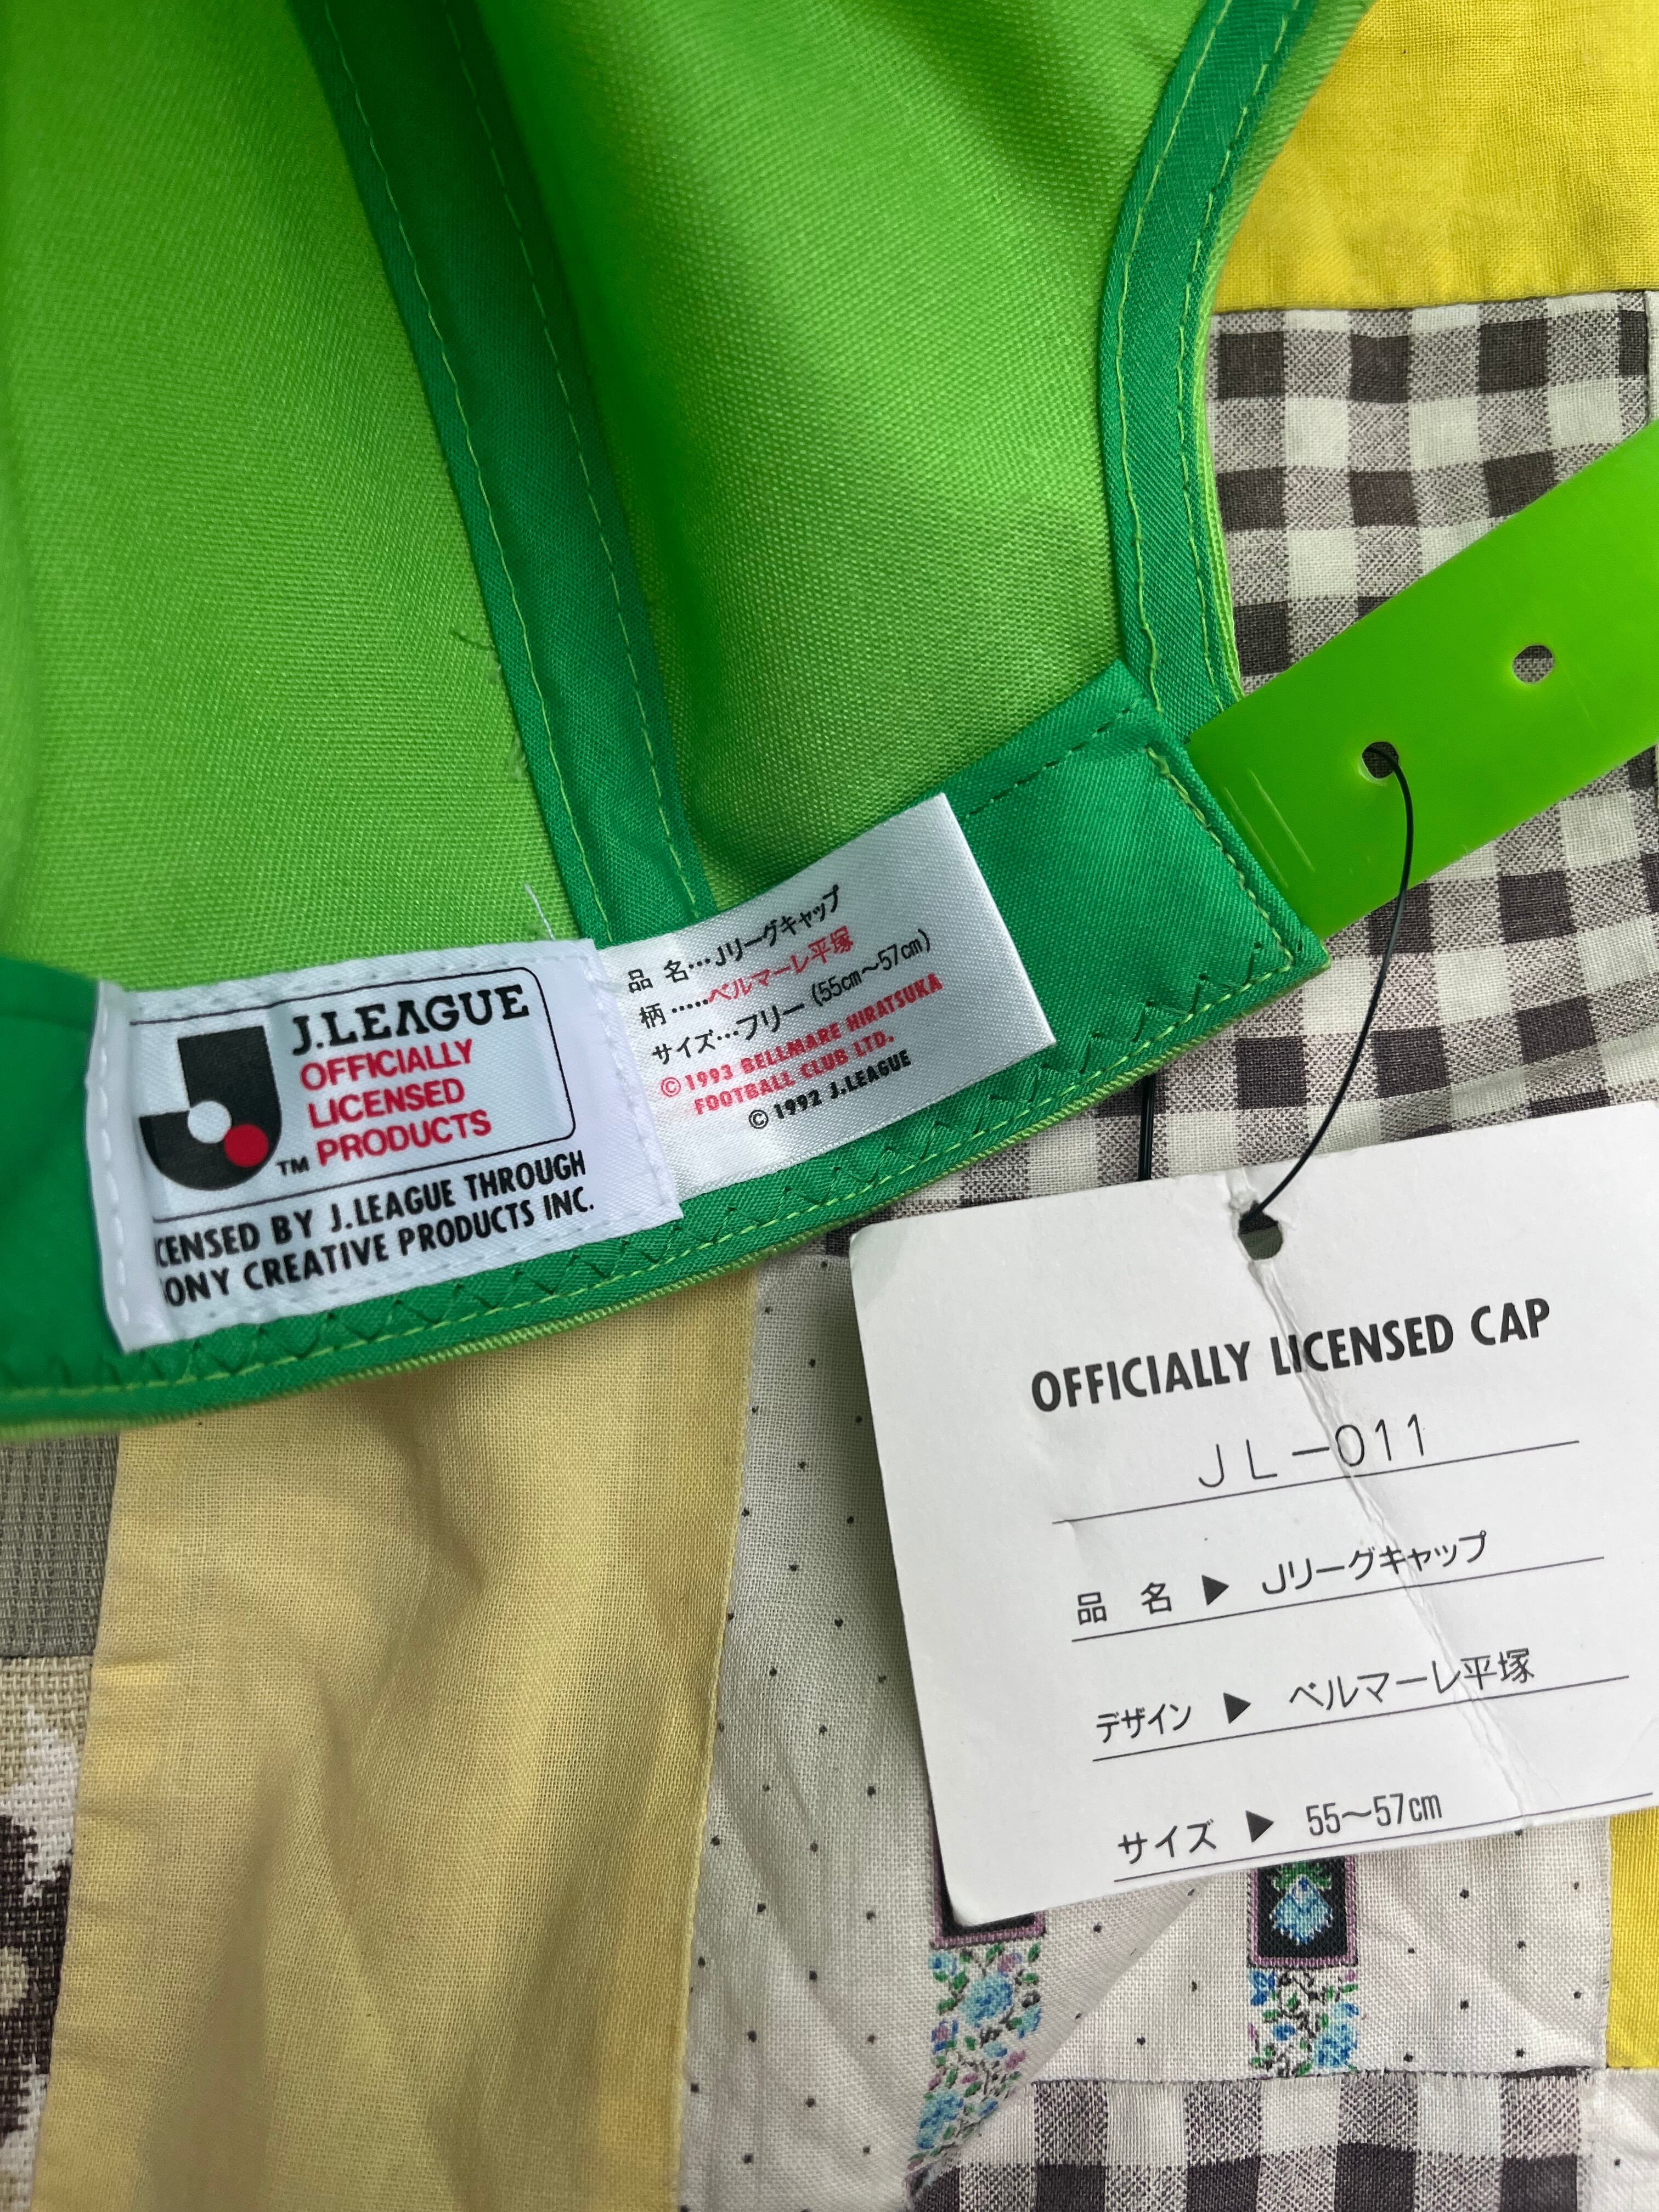 J.LEAGUE
OFFICIALLY
LICENSED
PRODUCTS
TM
CENSED BY J.LEAGUE THROUGH
ONY CREATIVE PRODUCTS INC.
品 名…Jリーグキャップ
柄……ベルマーレ平塚
サイズ…フリー(55cm〜57cm)
©1993 BELLMARE HIRATSUKA
FOOTBALL CLUB LTD.
© 1992 J.LEAGUE
OFFICIALLY LICENSED CAP
JL-011
品 名 ▶ Jリーグキャップ
デザイン ▶ ベルマーレ平塚
サイズ ▶ 55〜57cm